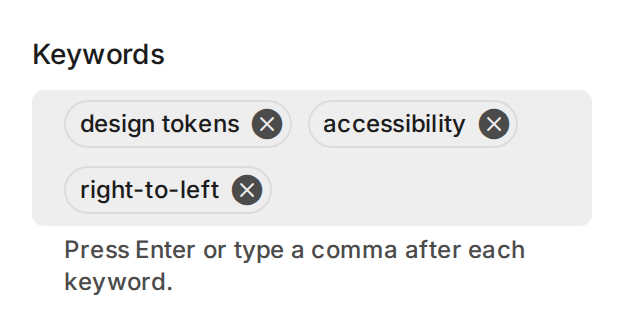 Keywords
design tokens accessibility
right-to-left
Press Enter or type a comma after each
keyword.